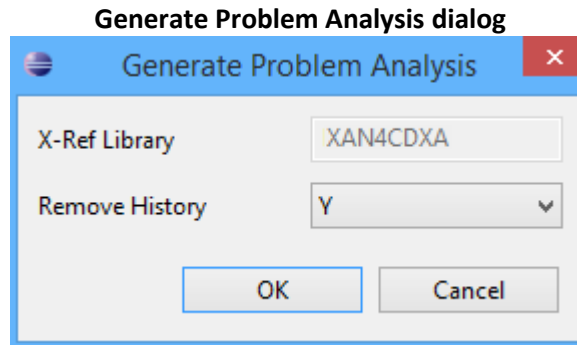 Generate Problem Analysis dialog
Generate Problem Analysis
X-Ref Library XAN4CDXA
Remove History Y
OK Cancel